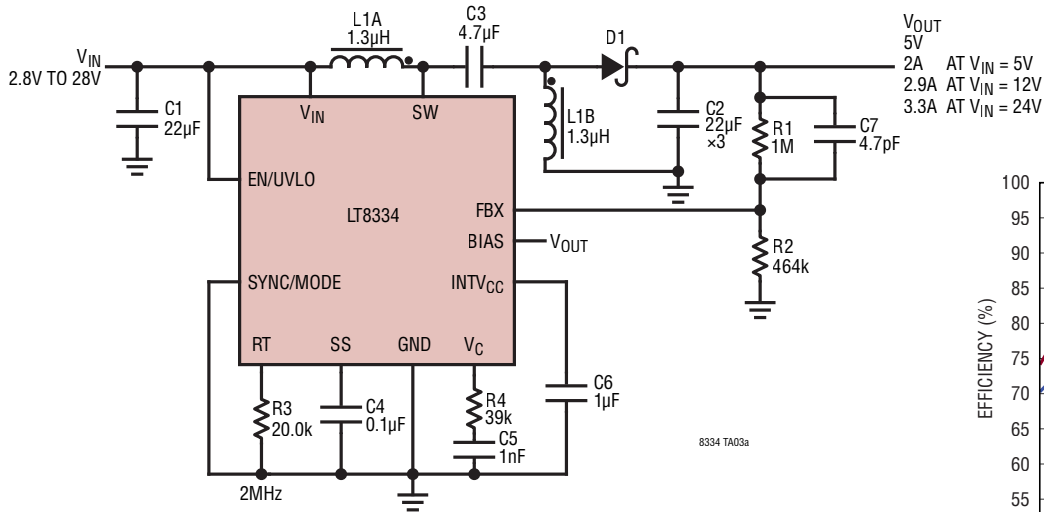 L1A
1.3µH
C3
4.7µF
D1
VIN
2.8V TO 28V
VOUT
5V
2A AT VIN = 5V
2.9A AT VIN = 12V
3.3A AT VIN = 24V
C1
22µF
VIN
SW
L1B
1.3µH
C2
22µF
×3
R1
1M
C7
4.7pF
EN/UVLO
LT8334
FBX
BIAS
VOUT
R2
464k
SYNC/MODE
INTVCC
RT
SS
GND
VC
R3
20.0k
C4
0.1µF
R4
39k
C5
1nF
C6
1µF
2MHz
8334 TA03a
EFFICIENCY (%)
100
95
90
85
80
75
70
65
60
55